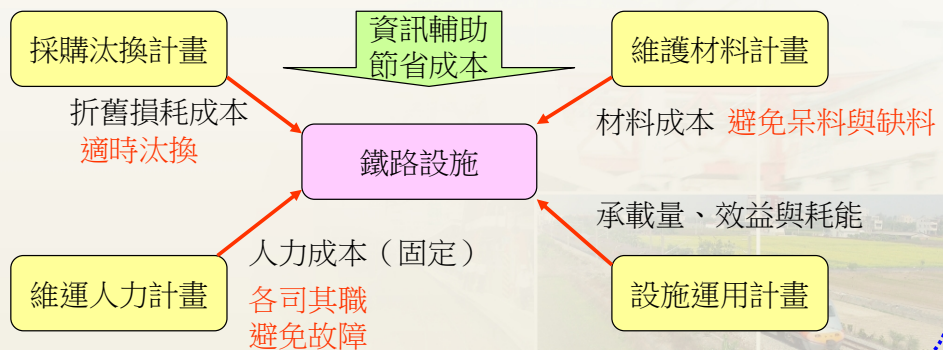 採購汰換計畫
資訊輔助
節省成本
維護材料計畫
折舊損耗成本
適時汰換
材料成本 避免呆料與缺料
鐵路設施
承載量、效益與耗能
人力成本（固定）
維運人力計畫
各司其職
避免故障
設施運用計畫